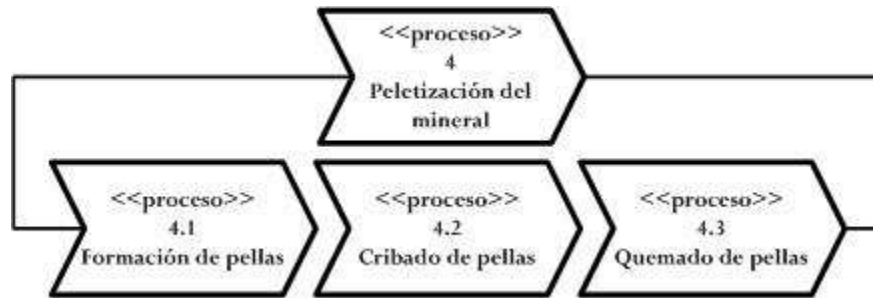 <<proceso>>
4
Peletización del
mineral
<<proceso>>
4.1
Formación de pellas
<<proceso>>
4.2
Cribado de pellas
<<proceso>>
4.3
Quemado de pellas